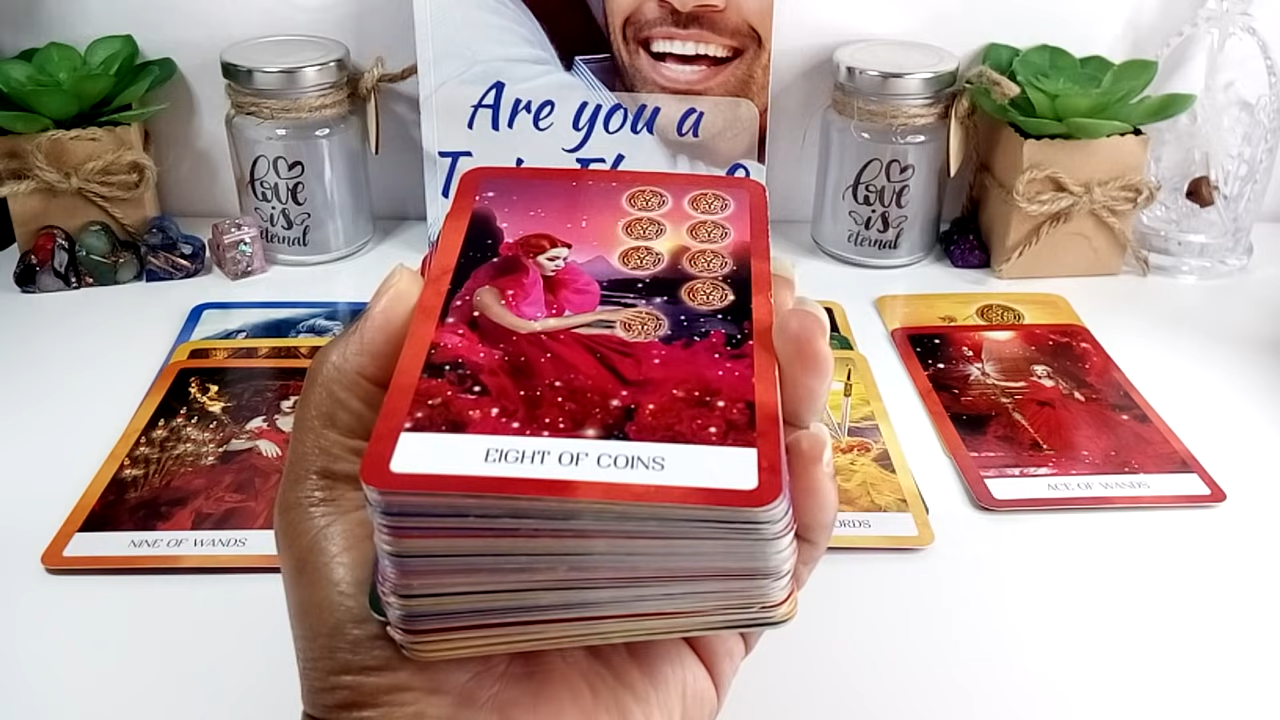 Are you a
love
is
eternal
love
is
eternal
EIGHT OF COINS
ACE OF WANDS
NINE OF WANDS